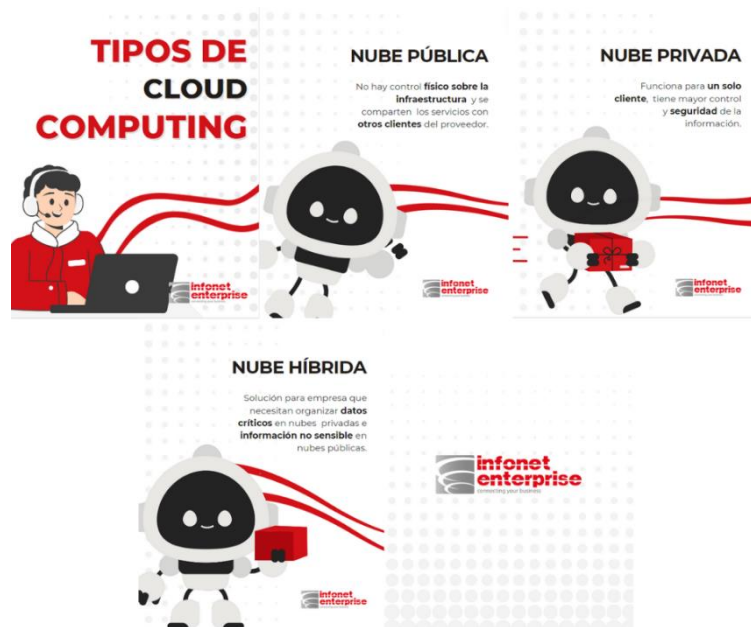 TIPOS DE
CLOUD
COMPUTING
infonet
enterprise
NUBE PÚBLICA
No hay control físico sobre la
infraestructura y se
comparten los servicios con
otros clientes del proveedor.
infonet
enterprise
NUBE PRIVADA
Funciona para un solo
cliente, tiene mayor control
y seguridad de la
información.
infonet
enterprise
NUBE HÍBRIDA
Solución para empresa que
necesitan organizar datos
críticos en nubes privadas e
información no sensible en
nubes públicas.
infonet
enterprise
infonet
enterprise
connecting your business